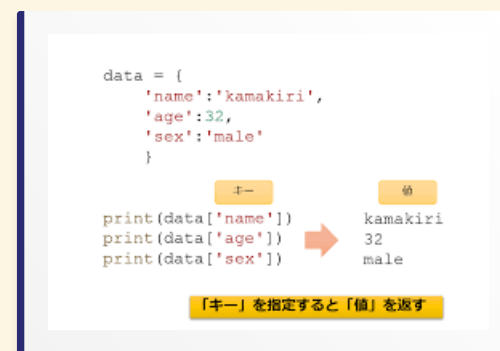 data = {
'name':'kamakiri',
'age':32,
'sex':'male'
}
キー 値
print(data['name']) kamakiri
print(data['age']) 32
print(data['sex']) male
「キー」を指定すると「値」を返す